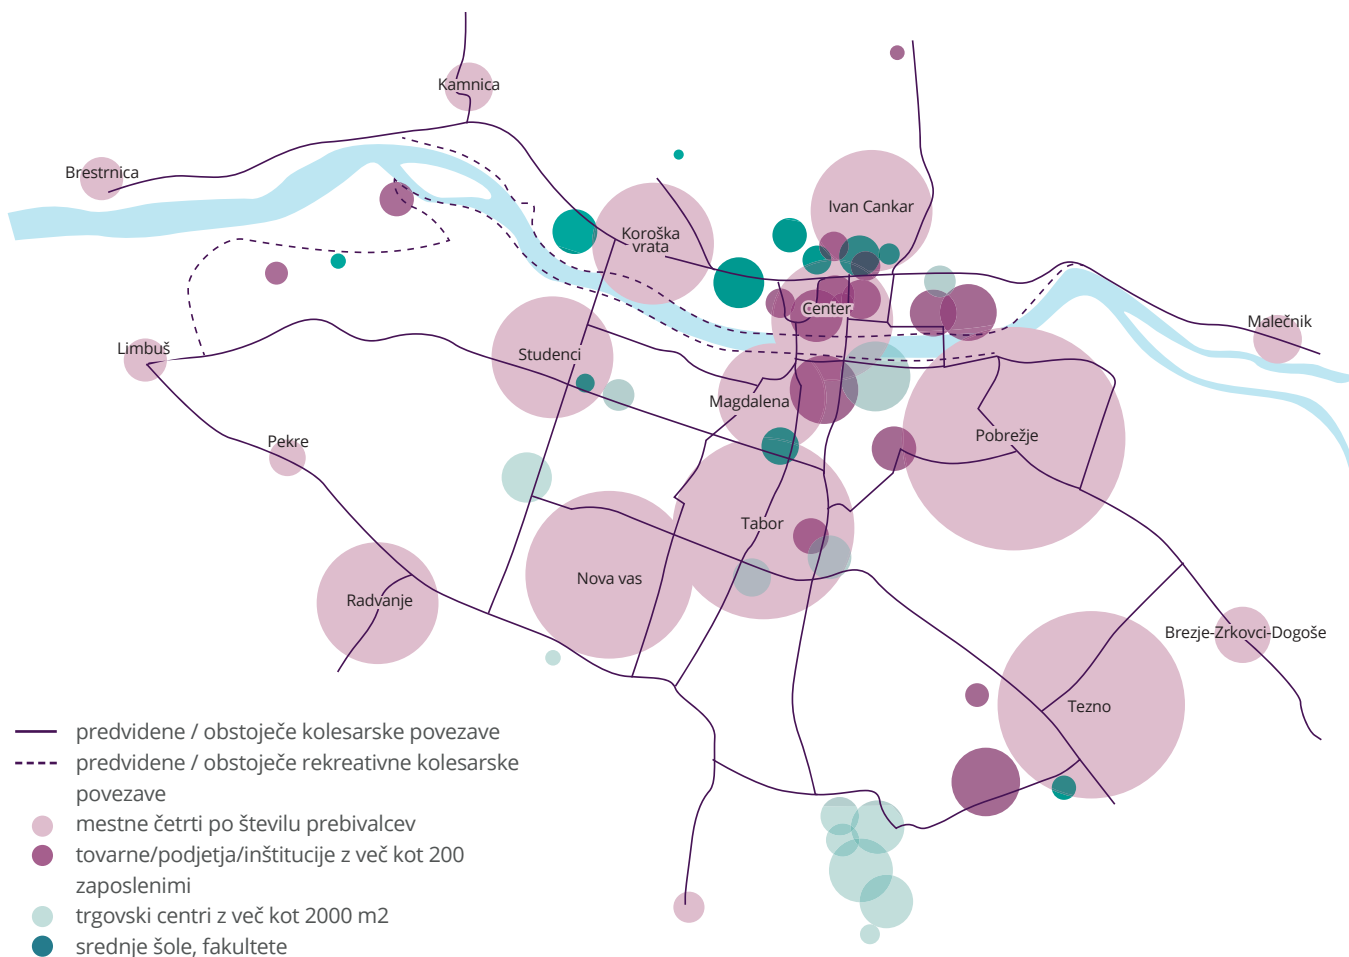 Kamnica
Brestrnica
Ivan Cankar
Koroška
vrata
Center
Malečnik
Limbuš
Studenci
Magdalena
Pobrežje
Pekre
Tabor
Nova vas
Radvanje
Brezje-Zrkovci-Dogoše
Tezno
predvidene / obstoječe kolesarske povezave
predvidene / obstoječe rekreativne kolesarske
povezave
mestne četrti po številu prebivalcev
tovarne/podjetja/inštitucije z več kot 200
zaposlenimi
trgovski centri z več kot 2000 m2
srednje šole, fakultete